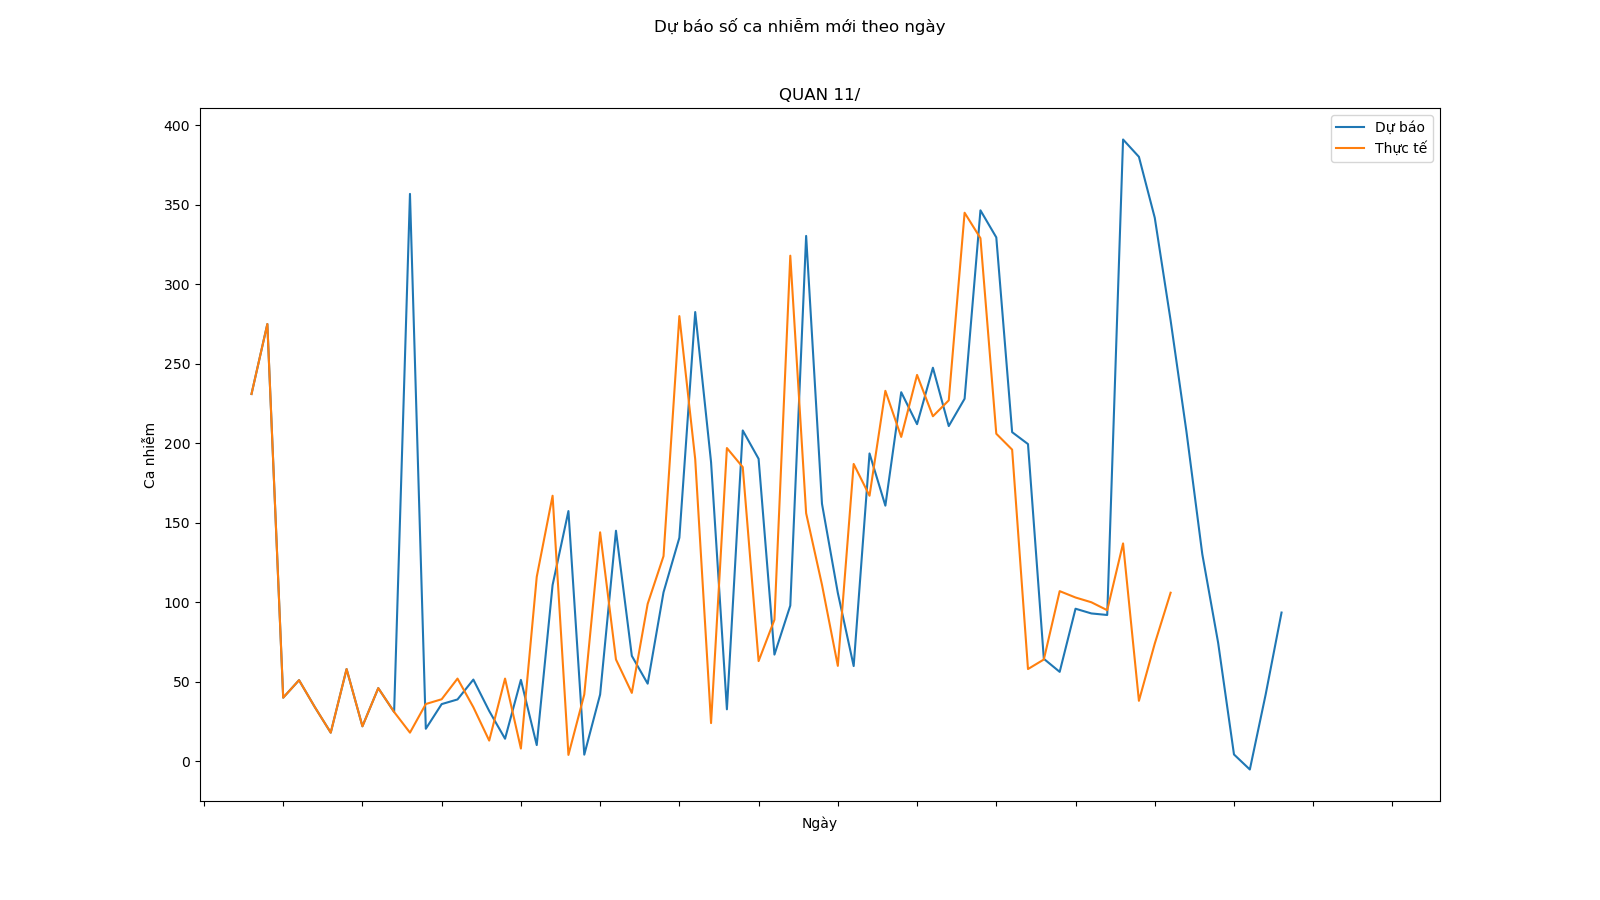 Dự báo số ca nhiễm mới theo ngày
QUAN 11/
Dự báo
Thực tế
400
350
300
250
200
150
100
50
0
Ca nhiễm
Ngày